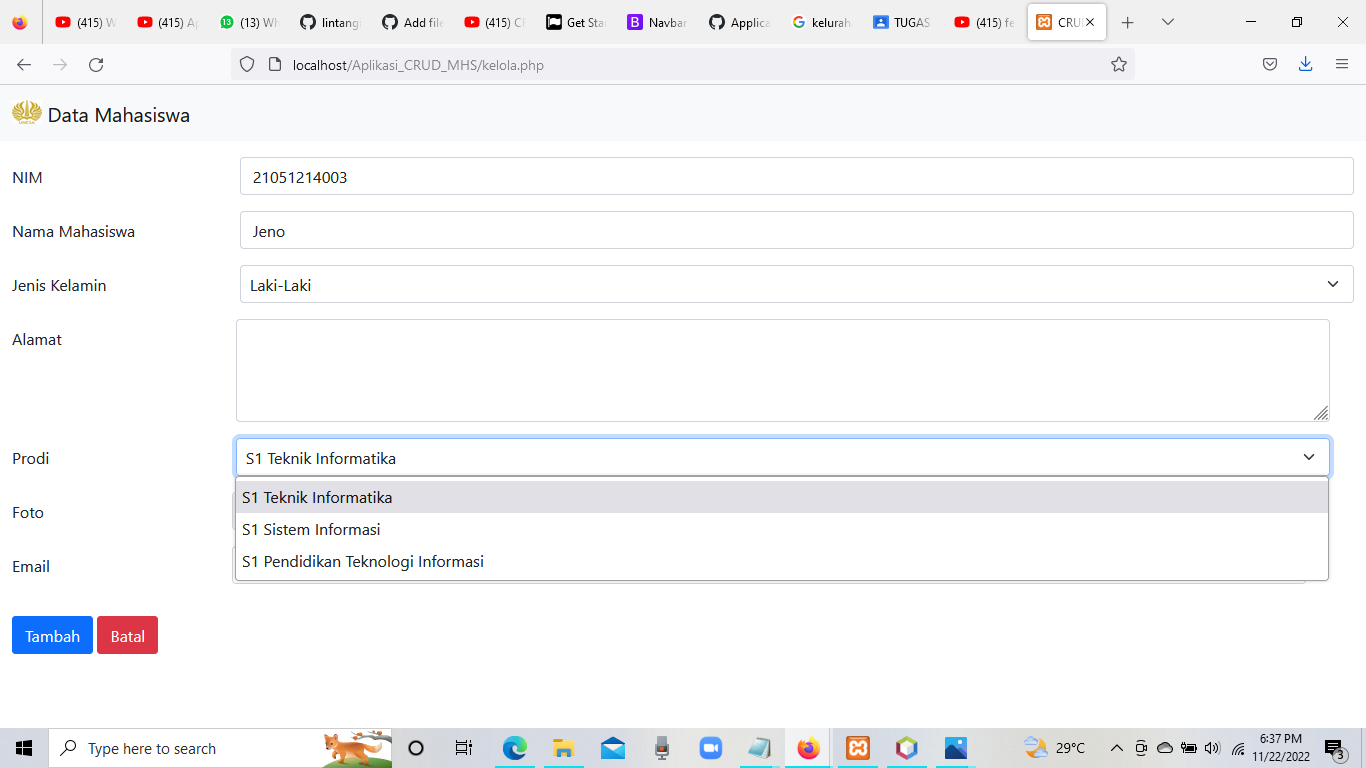 (415) W
(415) A
(13) Wh
lintang
Add file
(415) C
Get Sta
Navbar
Applica
kelurah
TUGAS
(415) fe
CRUD
localhost/Aplikasi_CRUD_MHS/kelola.php
Data Mahasiswa
NIM
21051214003
Nama Mahasiswa
Jeno
Jenis Kelamin
Laki-Laki
Alamat
Prodi
S1 Teknik Informatika
S1 Teknik Informatika
Foto
S1 Sistem Informasi
S1 Pendidikan Teknologi Informasi
Email
Tambah Batal
Type here to search
29°C
6:37 PM
11/22/2022
3